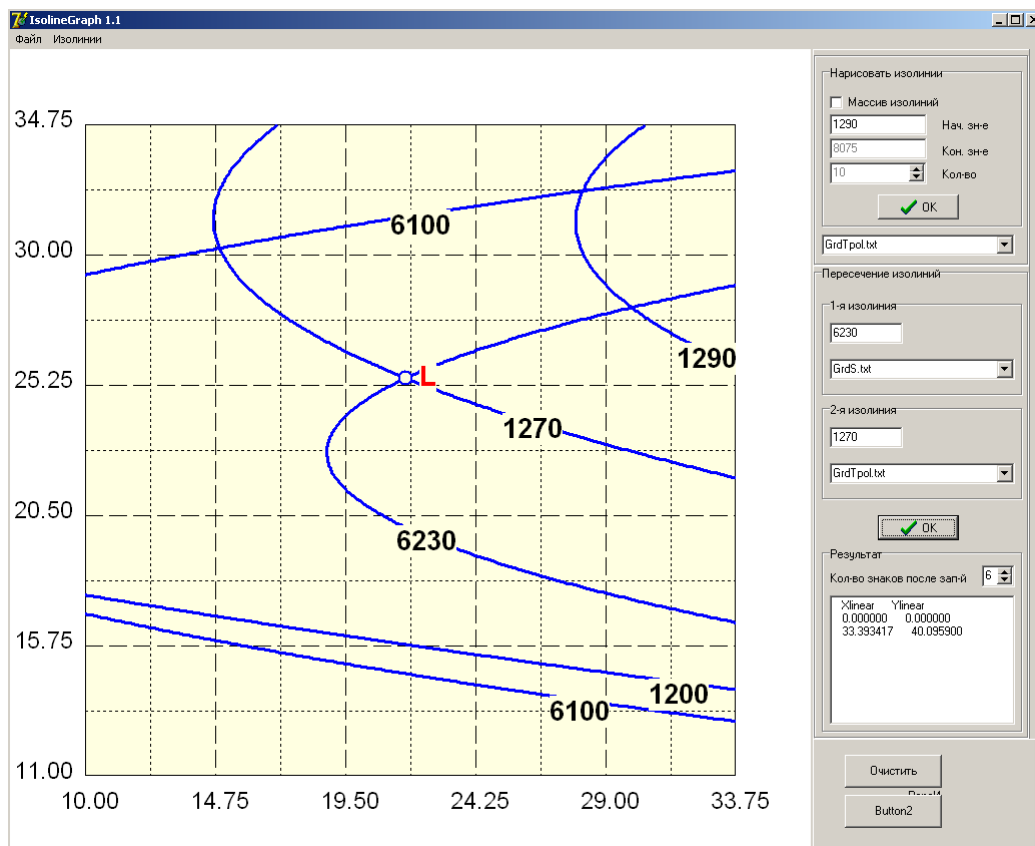 IsolineGraph 1.1
Файл Изолинии
34.75
30.00
25.25
20.50
15.75
11.00
10.00 14.75 19.50 24.25 29.00 33.75
6100
1290
L
1270
6230
1200
6100
Нарисовать изолинии
Массив изолиний
1290 Нач. зн-е
8075 Кон. зн-е
10 Кол-во
OK
GrdTpol.txt
Пересечение изолиний
1-я изолиния
6230
GrdS.txt
2-я изолиния
1270
GrdTpol.txt
OK
Результат
Кол-во знаков после зап-й 6
Xlinear Ylinear
0.000000 0.000000
33.393417 40.095900
Очистить
Button2